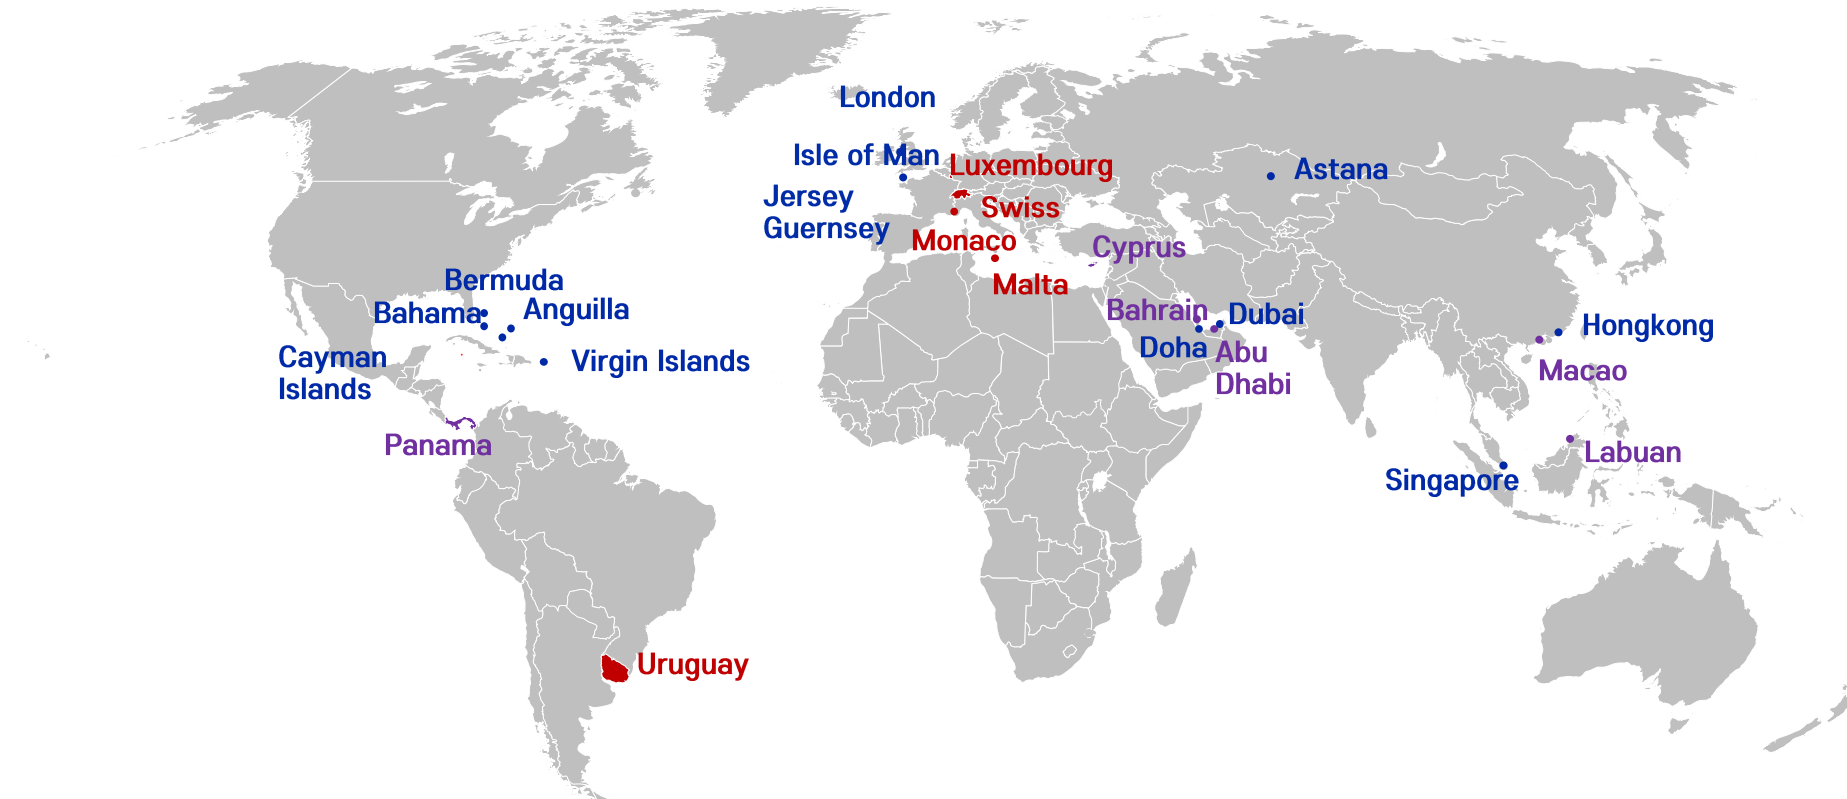 London
Isle of Man
Luxembourg
Astana
Jersey
Guernsey
Swiss
Monaco
Cyprus
Malta
Bermuda
Bahama
Anguilla
Bahrain
Dubai
Hongkong
Doha
Abu
Dhabi
Cayman
Islands
Virgin Islands
Macao
Panama
Labuan
Singapore
Uruguay